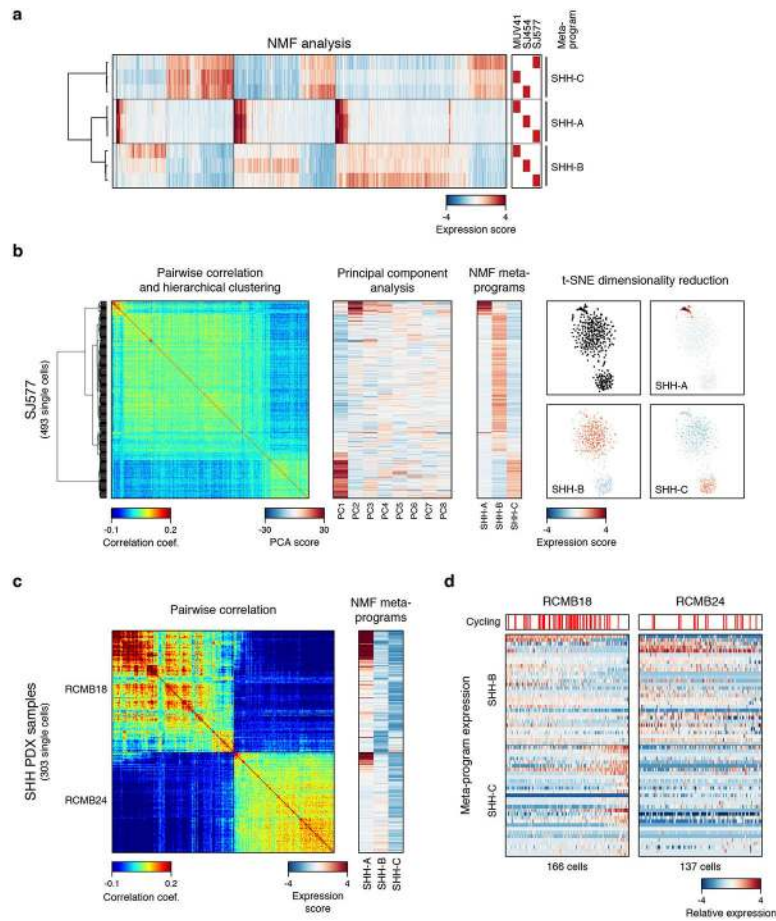 a
NMF analysis
MUV41
SJ454
SJ577
Meta-
program
SHH-C
SHH-A
SHH-B
-4 4
Expression score
b
Pairwise correlation
and hierarchical clustering
Principal component
analysis
NMF meta-
programs
t-SNE dimensionality reduction
SJ577
(493 single cells)
SHH-A
SHH-B
SHH-C
PC1
PC2
PC3
PC4
PC5
PC6
PC7
PC8
SHH-A
SHH-B
SHH-C
-0.1 0.2
Correlation coef.
-30 30
PCA score
-4 4
Expression score
c
Pairwise correlation
NMF meta-
programs
SHH PDX samples
(303 single cells)
RCMB18
RCMB24
SHH-A
SHH-B
SHH-C
-0.1 0.2
Correlation coef.
-4 4
Expression
score
d
RCMB18
RCMB24
Cycling
Meta-program expression
SHH-B
SHH-C
166 cells
137 cells
-4 4
Relative expression